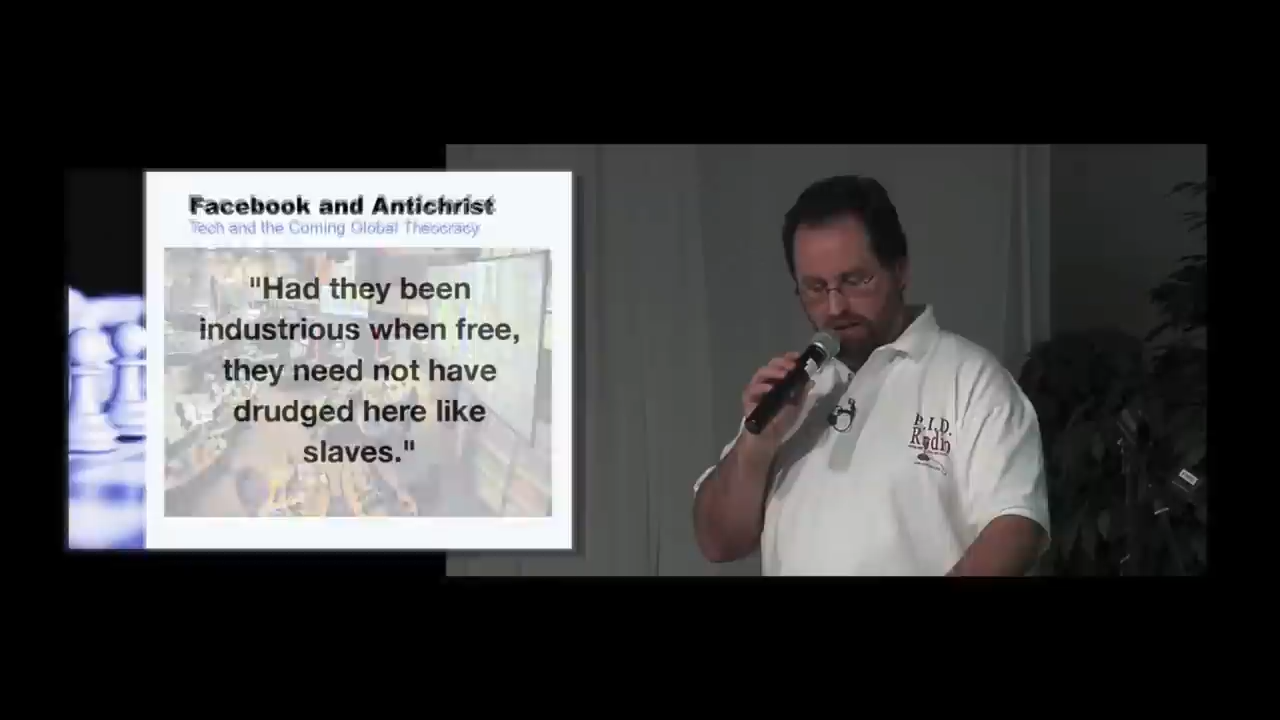 Facebook and Antichrist
Tech and the Coming Global Theocracy
"Had they been
industrious when free,
they need not have
drudged here like
slaves."
P.I.D.
Radio